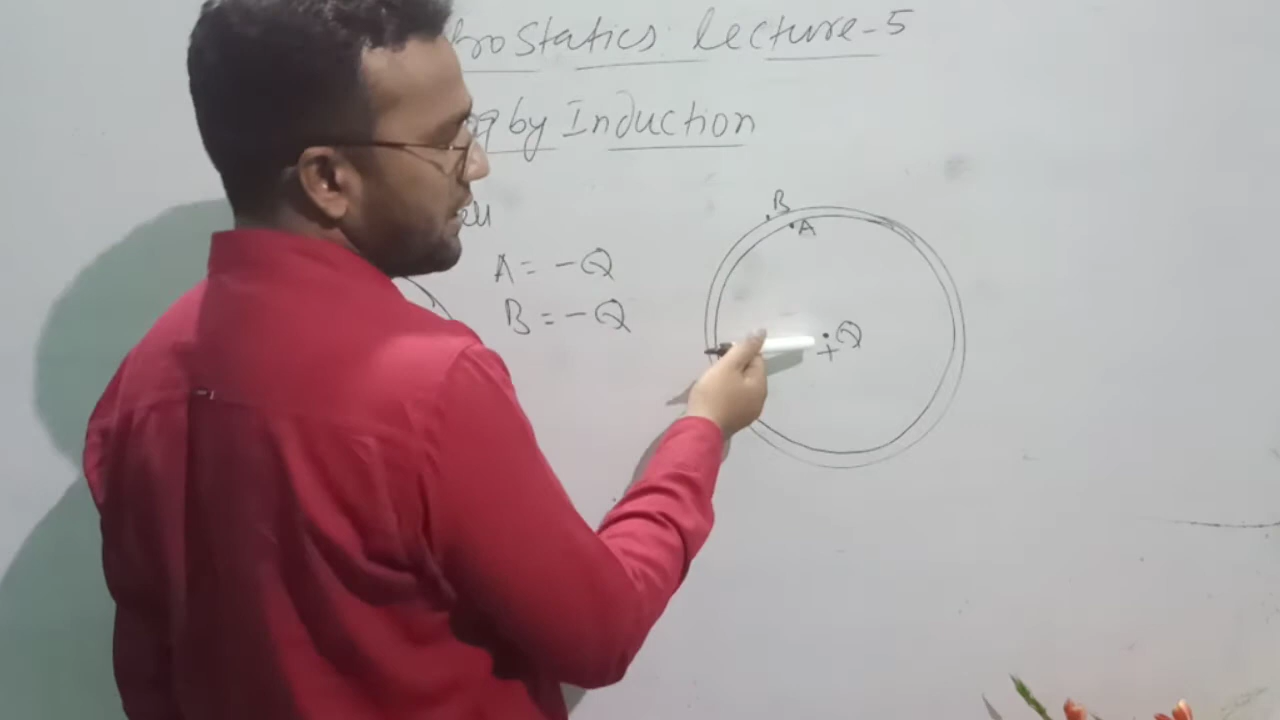 Statics lecture-5
by Induction
B
A
A = -Q
B = -Q
Q
+